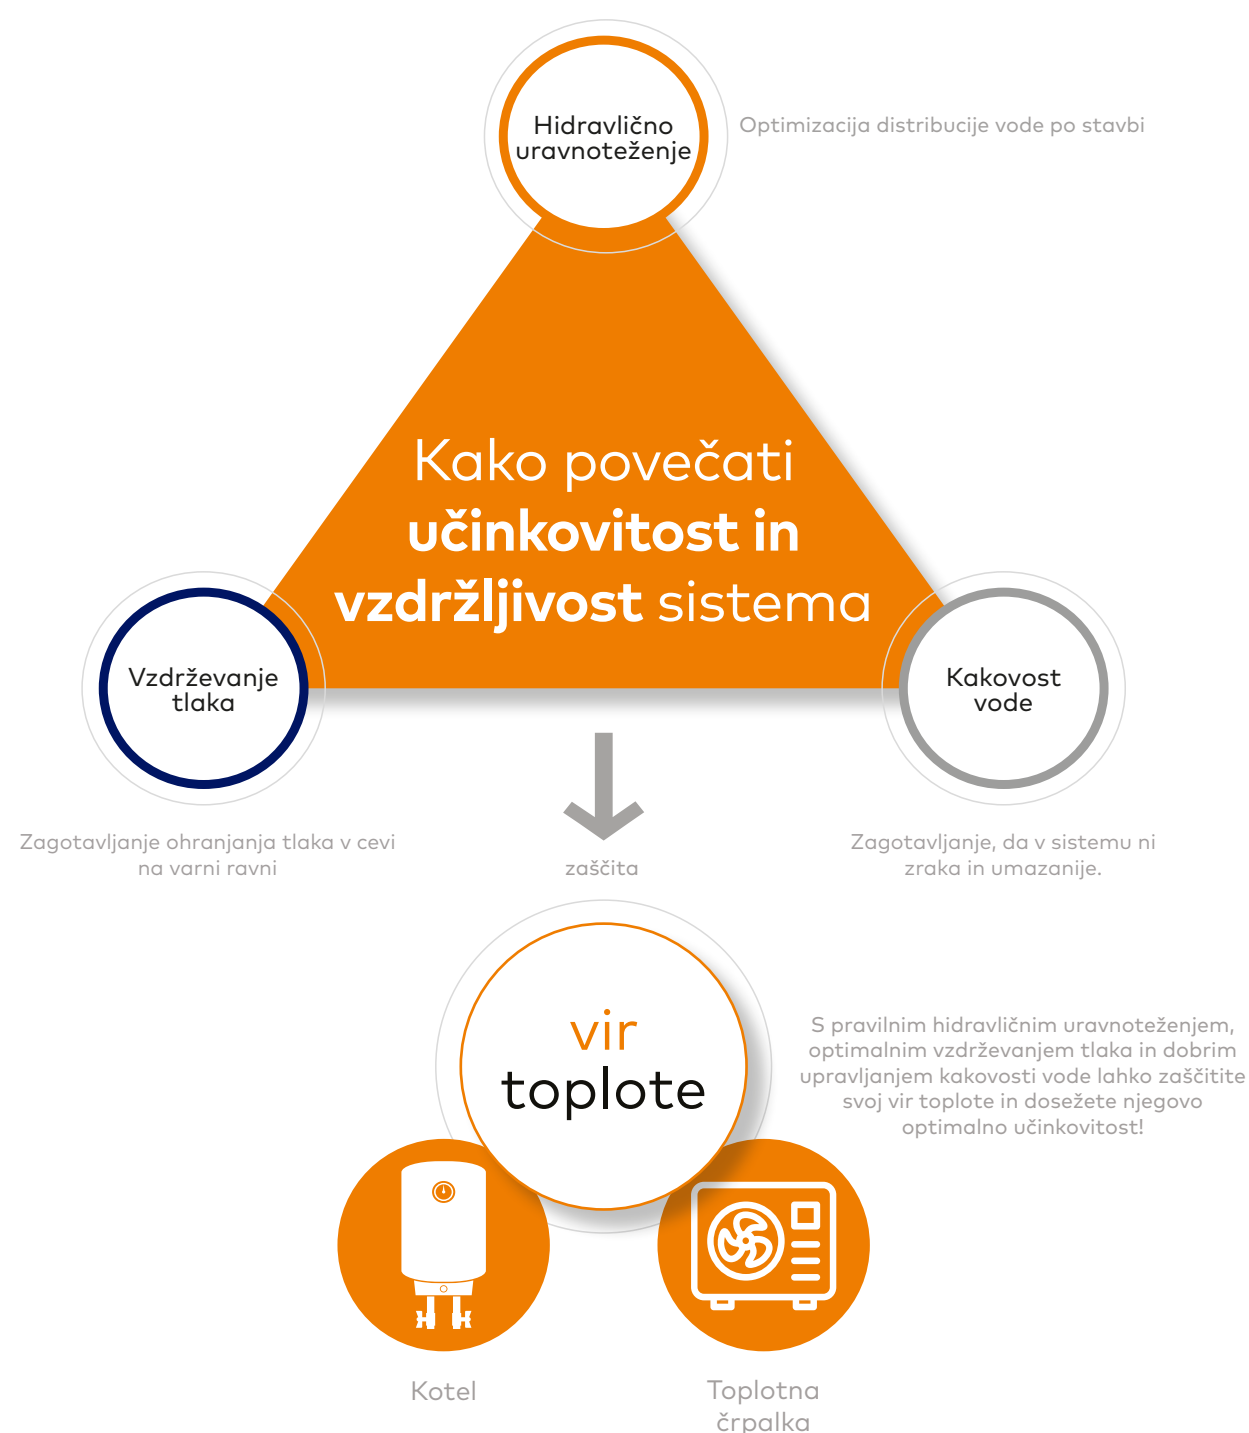 Hidravlično
uravnoteženje
Optimizacija distribucije vode po stavbi
Kako povečati
učinkovitost in
vzdržljivost sistema
Vzdrževanje
tlaka
Kakovost
vode
Zagotavljanje ohranjanja tlaka v cevi
na varni ravni
zaščita
Zagotavljanje, da v sistemu ni
zraka in umazanije.
vir
toplote
S pravilnim hidravličnim uravnoteženjem,
optimalnim vzdrževanjem tlaka in dobrim
upravljanjem kakovosti vode lahko zaščitite
svoj vir toplote in dosežete njegovo
optimalno učinkovitost!
Kotel
Toplotna
črpalka